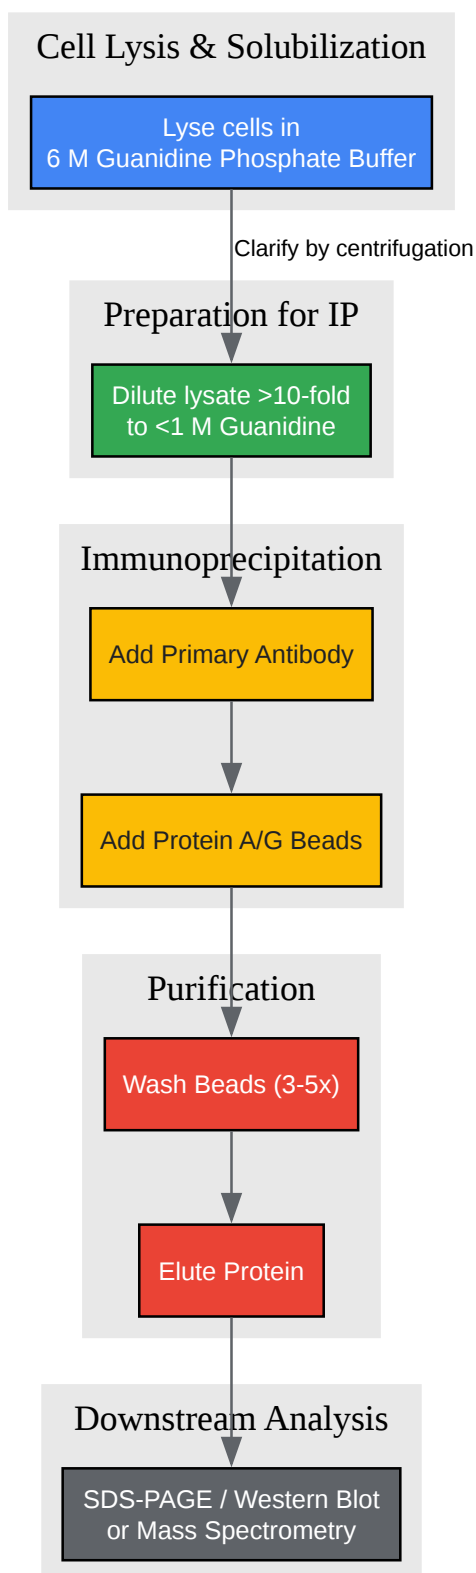 Cell Lysis & Solubilization
Lyse cells in
6 M Guanidine Phosphate Buffer
Clarify by centrifugation
Preparation for IP
Dilute lysate >10-fold
to <1 M Guanidine
Immunoprecipitation
Add Primary Antibody
Add Protein A/G Beads
Purification
Wash Beads (3-5x)
Elute Protein
Downstream Analysis
SDS-PAGE / Western Blot
or Mass Spectrometry